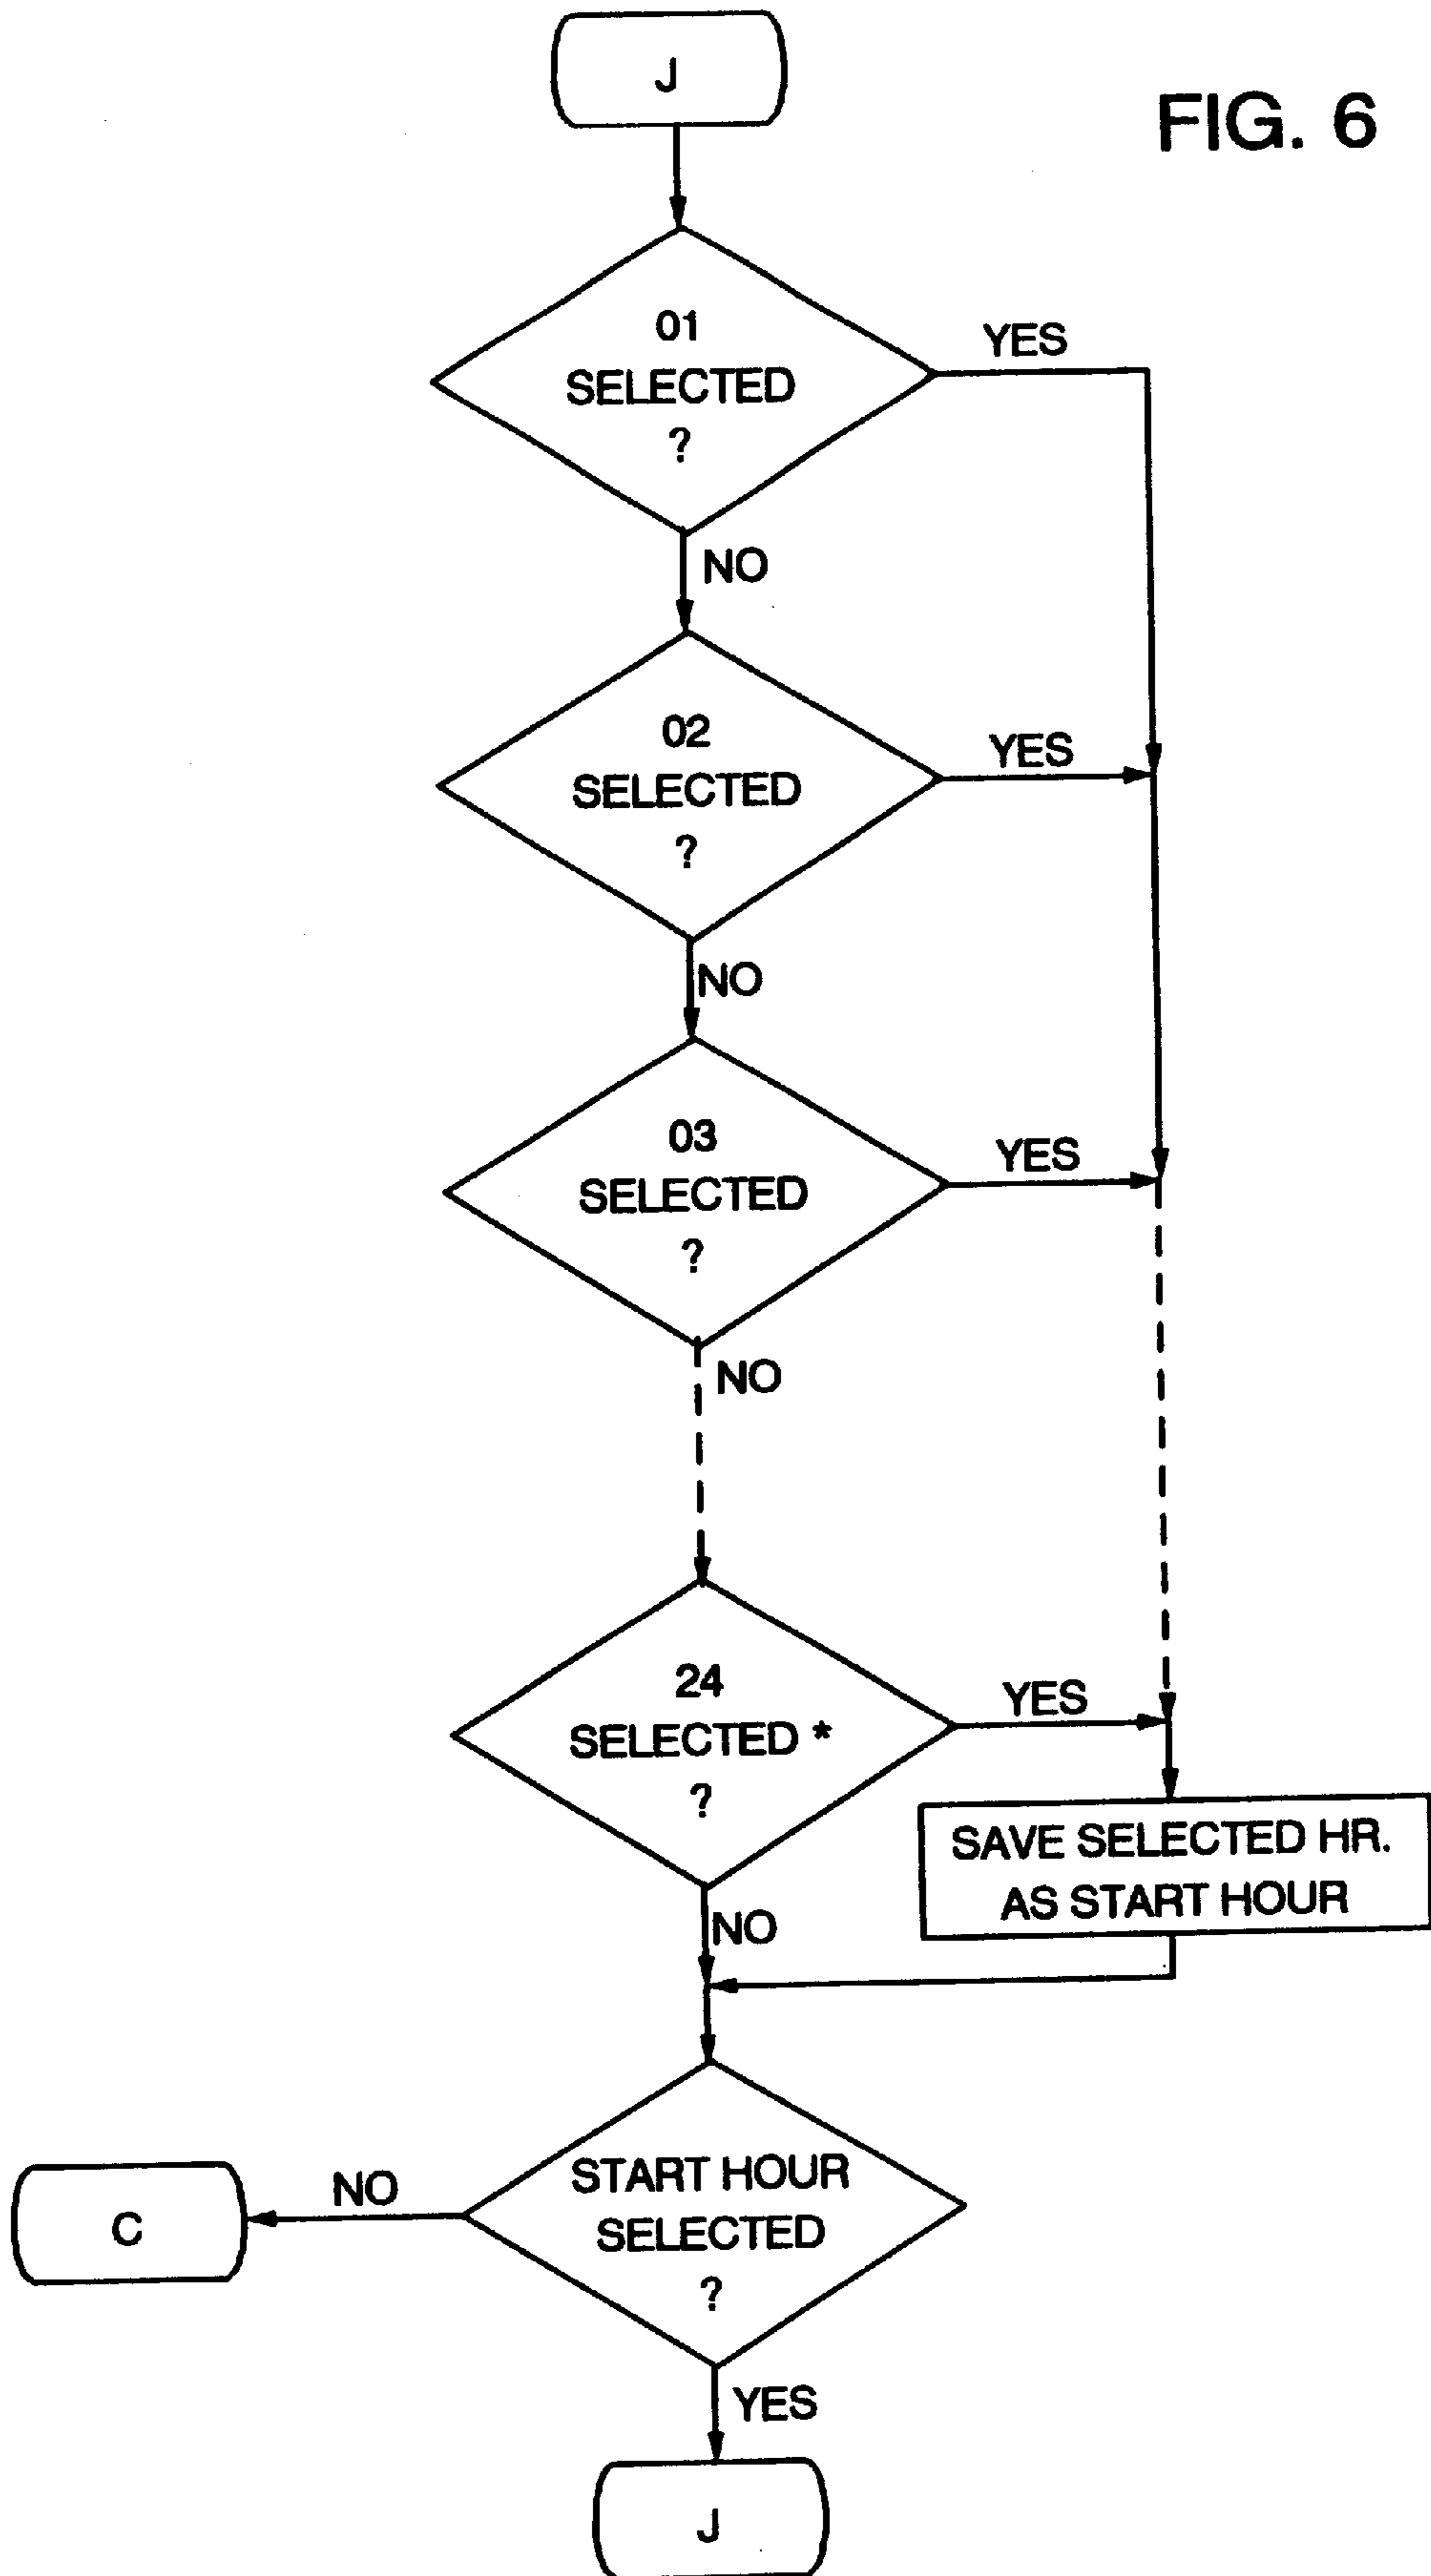 J
FIG. 6
01
SELECTED
?
YES
NO
02
SELECTED
?
YES
NO
03
SELECTED
?
YES
NO
24
SELECTED *
?
YES
SAVE SELECTED HR.
AS START HOUR
NO
START HOUR
SELECTED
?
NO
C
YES
J